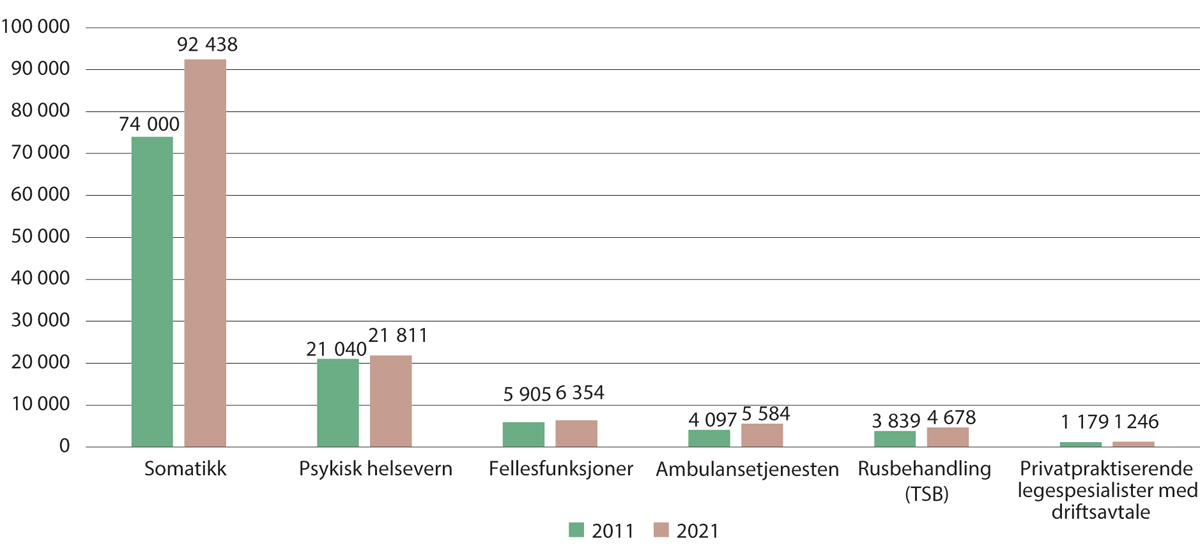 100 000
90 000
80 000
70 000
60 000
50 000
40 000
30 000
20 000
10 000
0
74 000
92 438
21 040
21 811
5 905
6 354
4 097
5 584
3 839
4 678
1 179
1 246
Somatikk
Psykisk helsevern
Fellesfunksjoner
Ambulansetjenesten
Rusbehandling
(TSB)
Privatpraktiserende
legespesialister med
driftsavtale
2011
2021